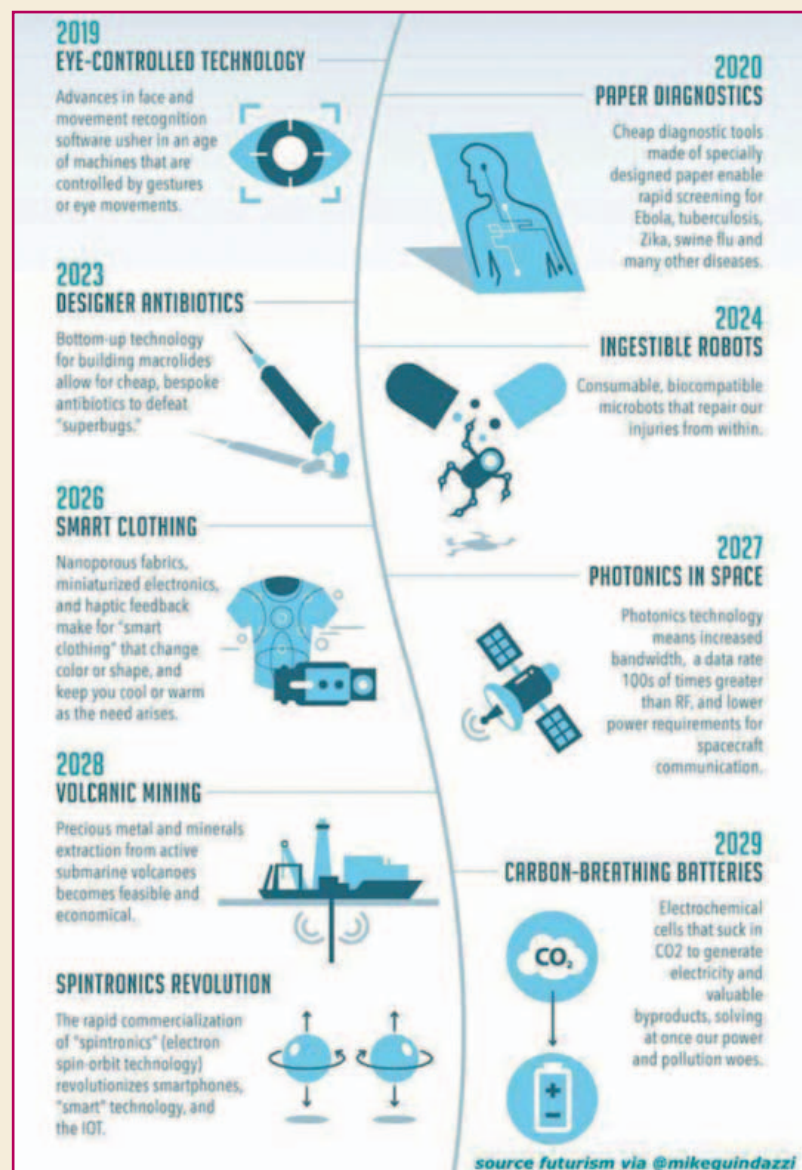 2019
EYE-CONTROLLED TECHNOLOGY
Advances in face and
movement recognition
software usher in an age
of machines that are
controlled by gestures
or eye movements.
2020
PAPER DIAGNOSTICS
Cheap diagnostic tools
made of specially
designed paper enable
rapid screening for
Ebola, tuberculosis,
Zika, swine flu and
many other diseases.
2023
DESIGNER ANTIBIOTICS
Bottom-up technology
for building macrolides
allow for cheap, bespoke
antibiotics to defeat
"superbugs."
2024
INGESTIBLE ROBOTS
Consumable, biocompatible
microbots that repair our
injuries from within.
2026
SMART CLOTHING
Nanoporous fabrics,
miniaturized electronics,
and haptic feedback
make for "smart
clothing" that change
color or shape, and
keep you cool or warm
as the need arises.
2027
PHOTONICS IN SPACE
Photonics technology
means increased
bandwidth, a data rate
100s of times greater
than RF, and lower
power requirements for
spacecraft
communication.
2028
VOLCANIC MINING
Precious metal and minerals
extraction from active
submarine volcanoes
becomes feasible and
economical.
2029
CARBON-BREATHING BATTERIES
Electrochemical
cells that suck in
CO2 to generate
electricity and
valuable
byproducts, solving
at once our power
and pollution woes.
CO₂
+
−
SPINTRONICS REVOLUTION
The rapid commercialization
of "spintronics" (electron
spin-orbit technology)
revolutionizes smartphones,
"smart" technology, and
the IOT.
source futurism via @mikequindazzi